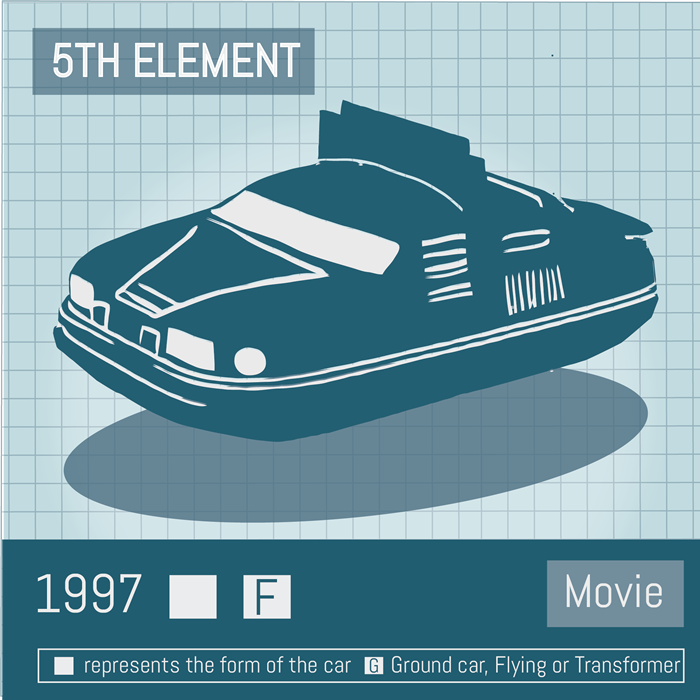 5TH ELEMENT
1997 F
Movie
represents the form of the car G Ground car, Flying or Transformer